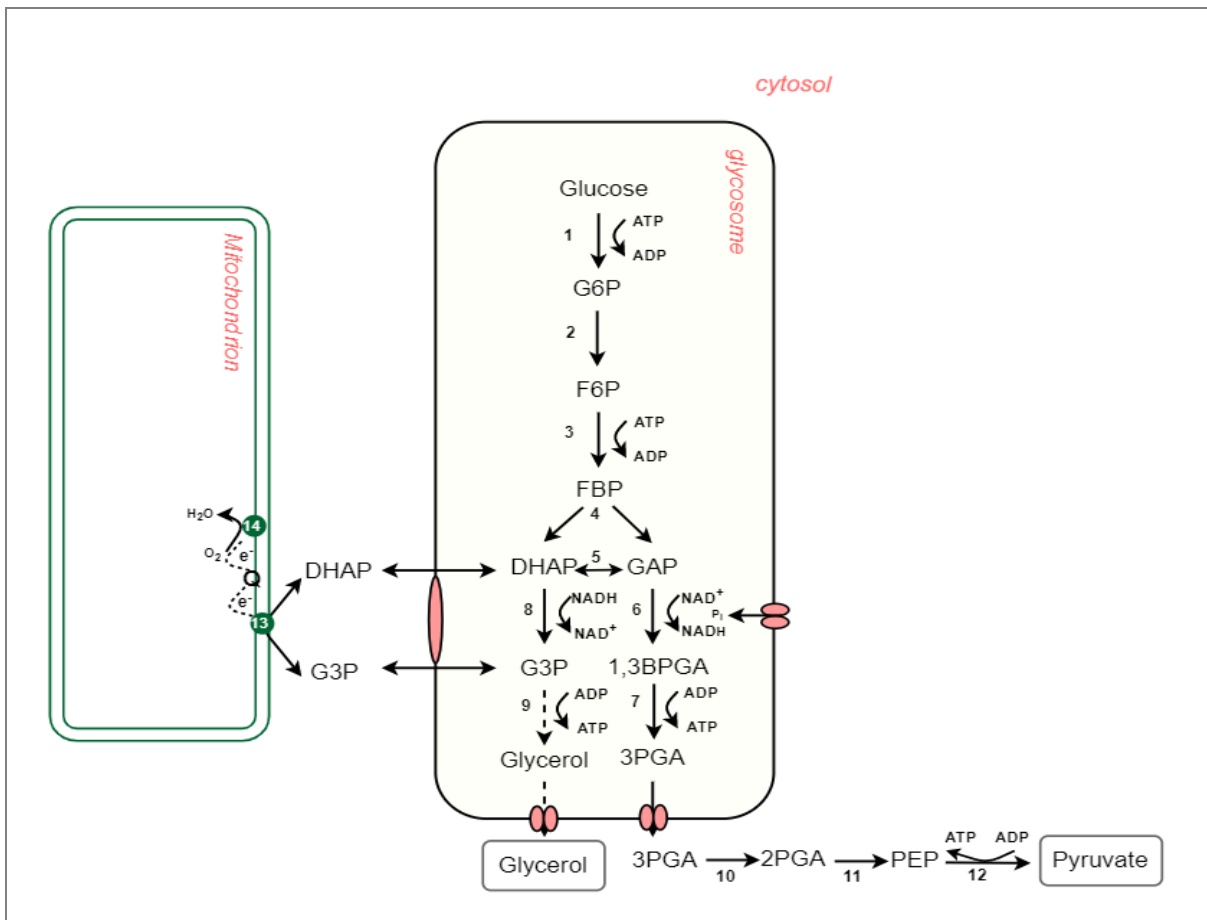 cytosol
glycosome
Mitochondrion
Glucose
1
ATP
ADP
G6P
2
F6P
3
ATP
ADP
FBP
4
DHAP
5
GAP
DHAP
8
NADH
NAD+
6
NAD+
Pi
NADH
H2O
14
O2
e-
Q
e-
13
G3P
G3P
1,3BPGA
9
ADP
ATP
7
ADP
ATP
Glycerol
3PGA
Glycerol
3PGA
10
2PGA
11
PEP
ATP
ADP
12
Pyruvate